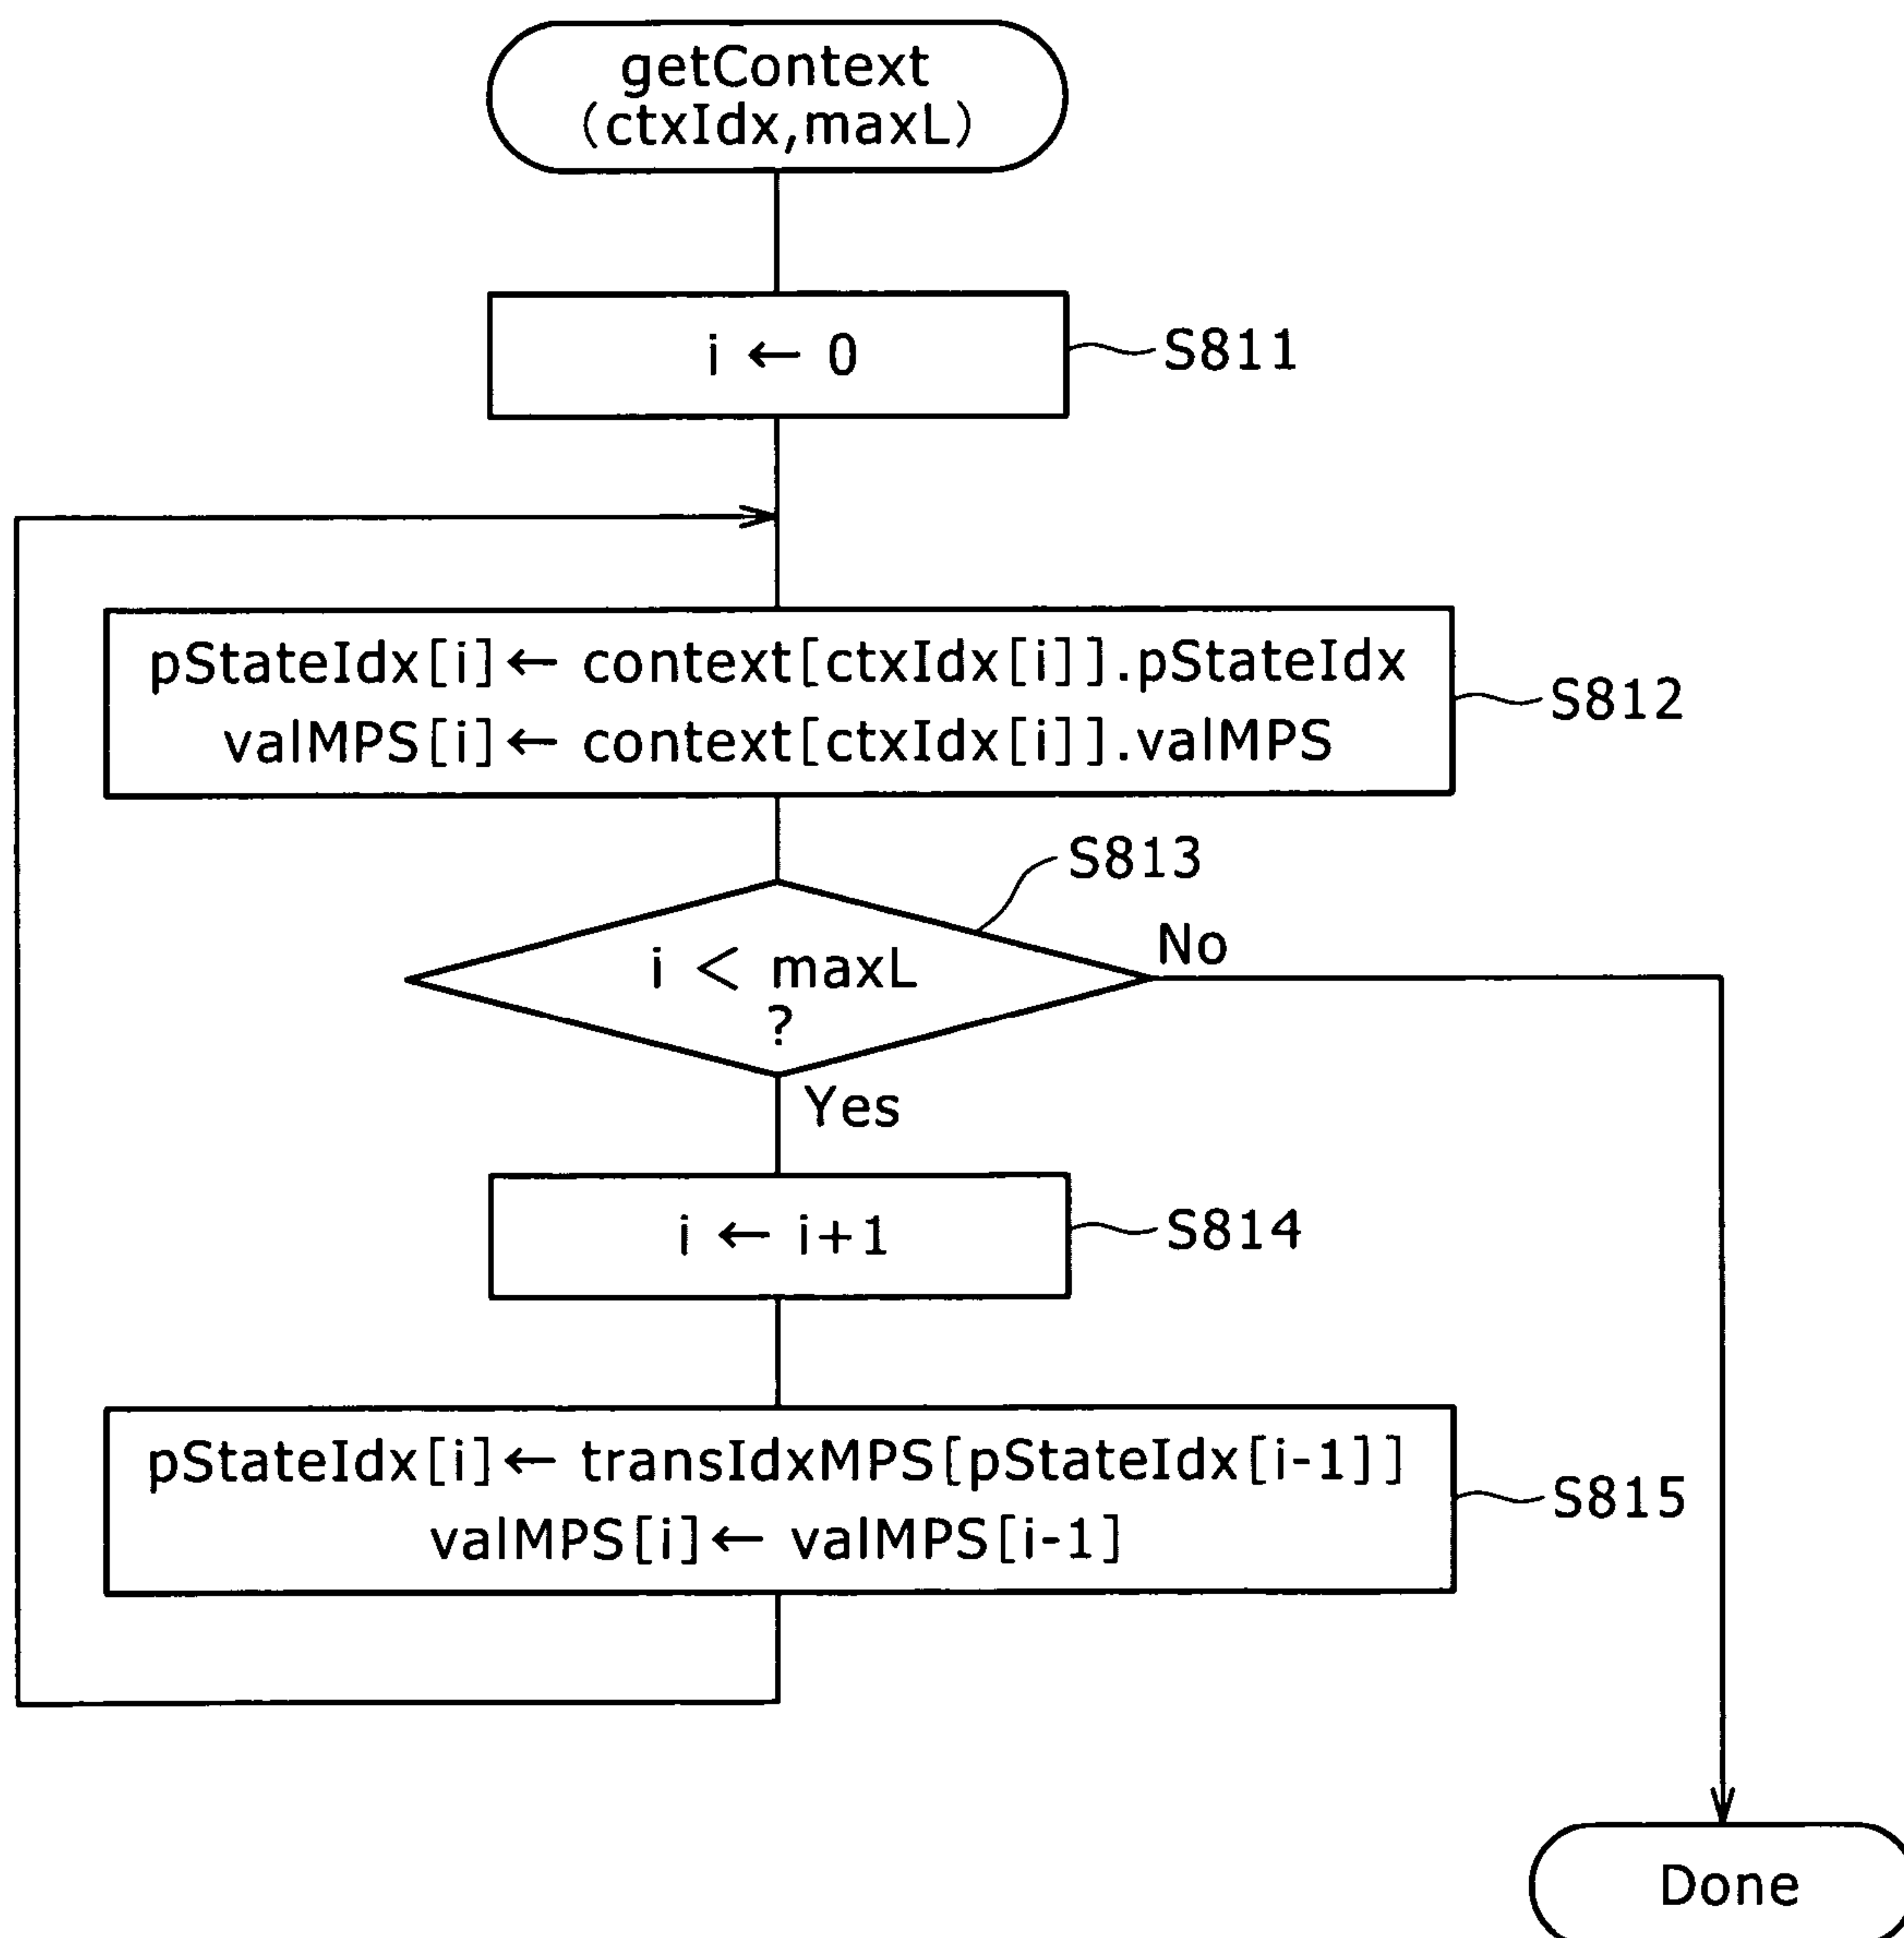 getContext
(ctxIdx,maxL)
i ← 0
S811
pStateIdx[i]← context[ctxIdx[i]].pStateIdx
valMPS[i]← context[ctxIdx[i]].valMPS
S812
S813
i < maxL
?
No
Yes
i ← i+1
S814
pStateIdx[i]← transIdxMPS[pStateIdx[i-1]]
valMPS[i]← valMPS[i-1]
S815
Done